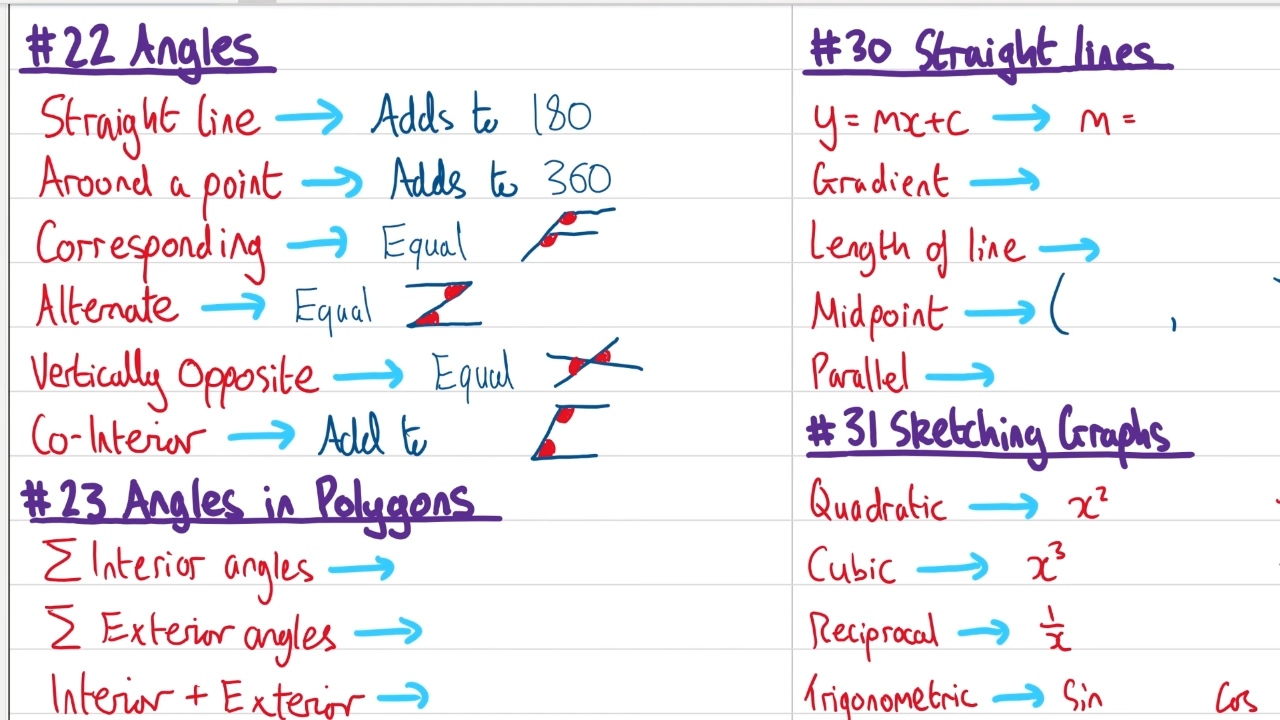 #22 Angles
Straight line → Adds to 180
Around a point → Adds to 360
Corresponding → Equal
Alternate → Equal
Vertically Opposite → Equal
Co-Interior → Add to
#23 Angles in Polygons
∑ Interior angles →
∑ Exterior angles →
Interior + Exterior →
#30 Straight lines
y = mx+c → m =
Gradient →
Length of line →
Midpoint → ( ,
Parallel →
#31 Sketching Graphs
Quadratic → x²
Cubic → x³
Reciprocal → 1/x
Trigonometric → Sin Cos